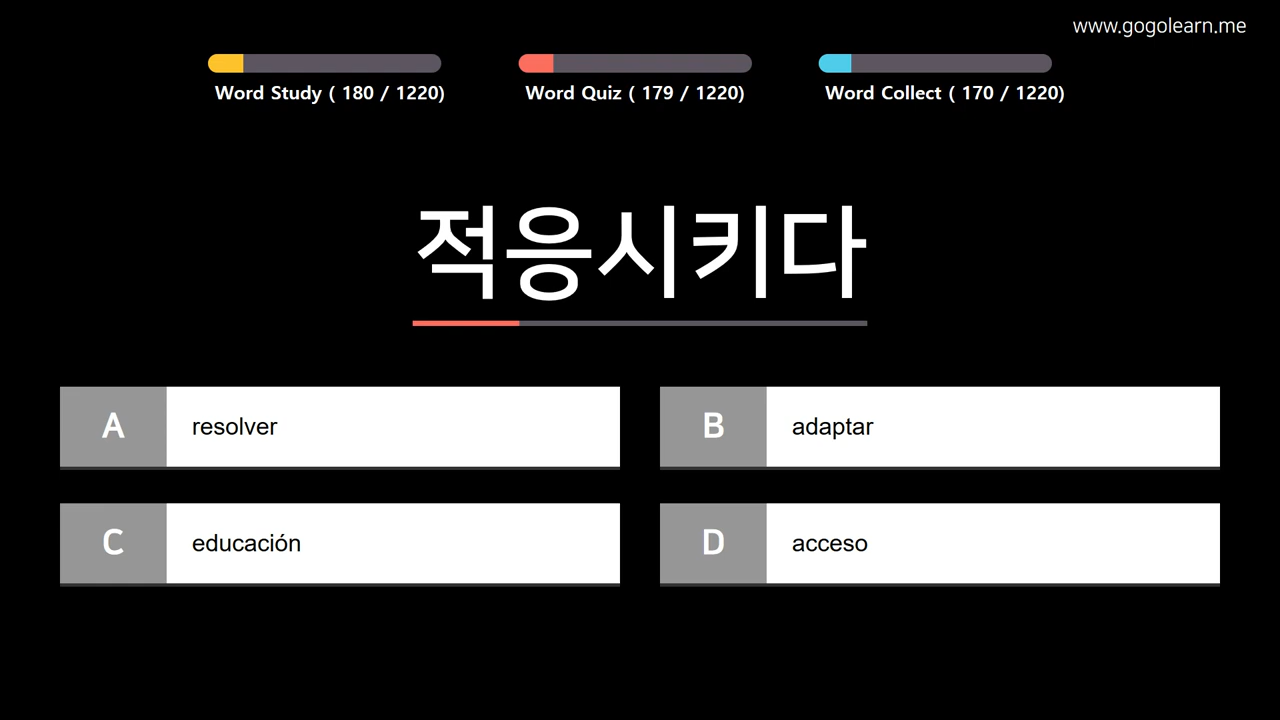 www.gogolearn.me
Word Study ( 180 / 1220)
Word Quiz ( 179 / 1220)
Word Collect ( 170 / 1220)
적응시키다
A
resolver
B
adaptar
C
educación
D
acceso